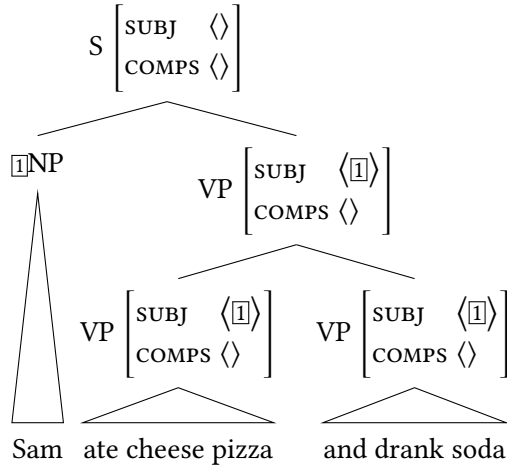 S [SUBJ ⟨⟩
COMPS ⟨⟩]
1NP
VP [SUBJ ⟨1⟩
COMPS ⟨⟩]
VP [SUBJ ⟨1⟩
COMPS ⟨⟩]
VP [SUBJ ⟨1⟩
COMPS ⟨⟩]
Sam ate cheese pizza and drank soda